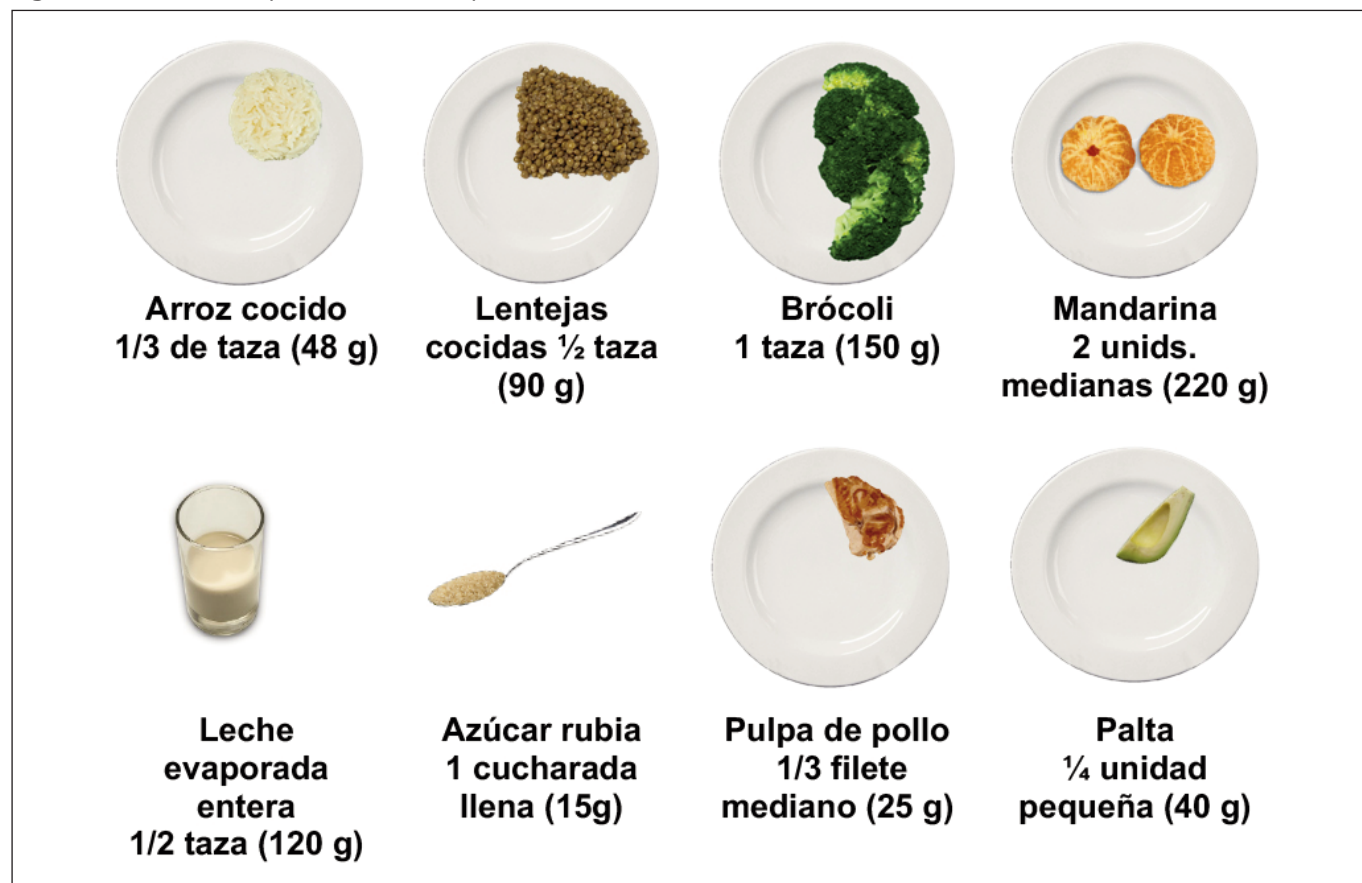 Arroz cocido
1/3 de taza (48 g)
Lentejas
cocidas ½ taza
(90 g)
Brócoli
1 taza (150 g)
Mandarina
2 unids.
medianas (220 g)
Leche
evaporada
entera
1/2 taza (120 g)
Azúcar rubia
1 cucharada
llena (15g)
Pulpa de pollo
1/3 filete
mediano (25 g)
Palta
¼ unidad
pequeña (40 g)